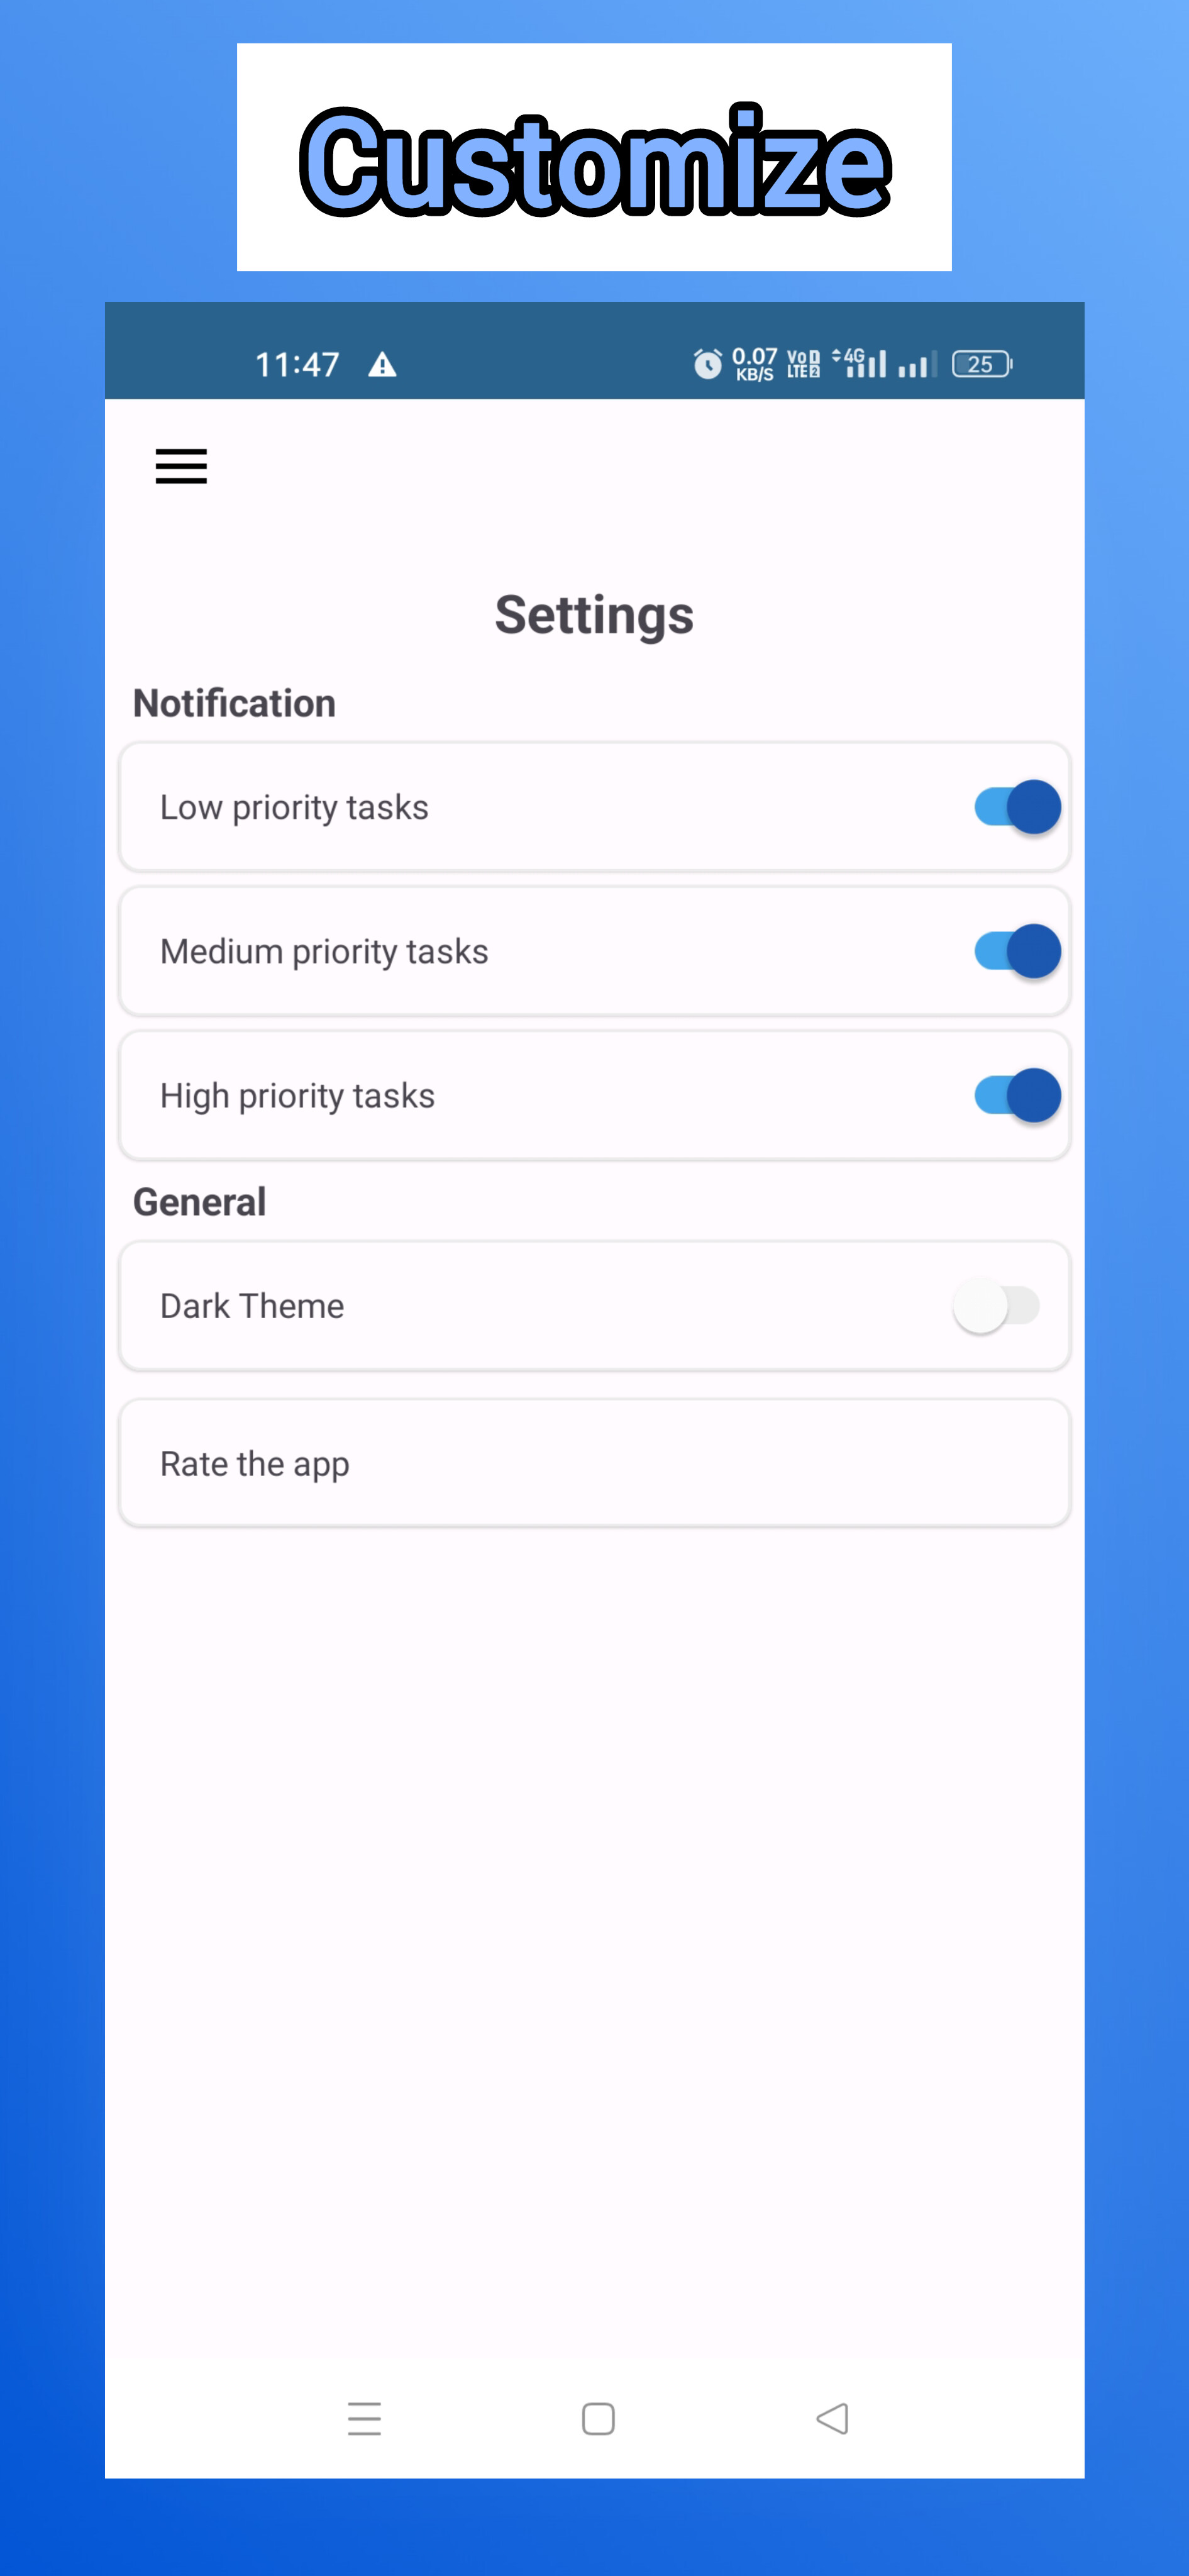 Customize
11:47
0.07
KB/S
Vo
LTE 2
4G
25
Settings
Notification
Low priority tasks
Medium priority tasks
High priority tasks
General
Dark Theme
Rate the app